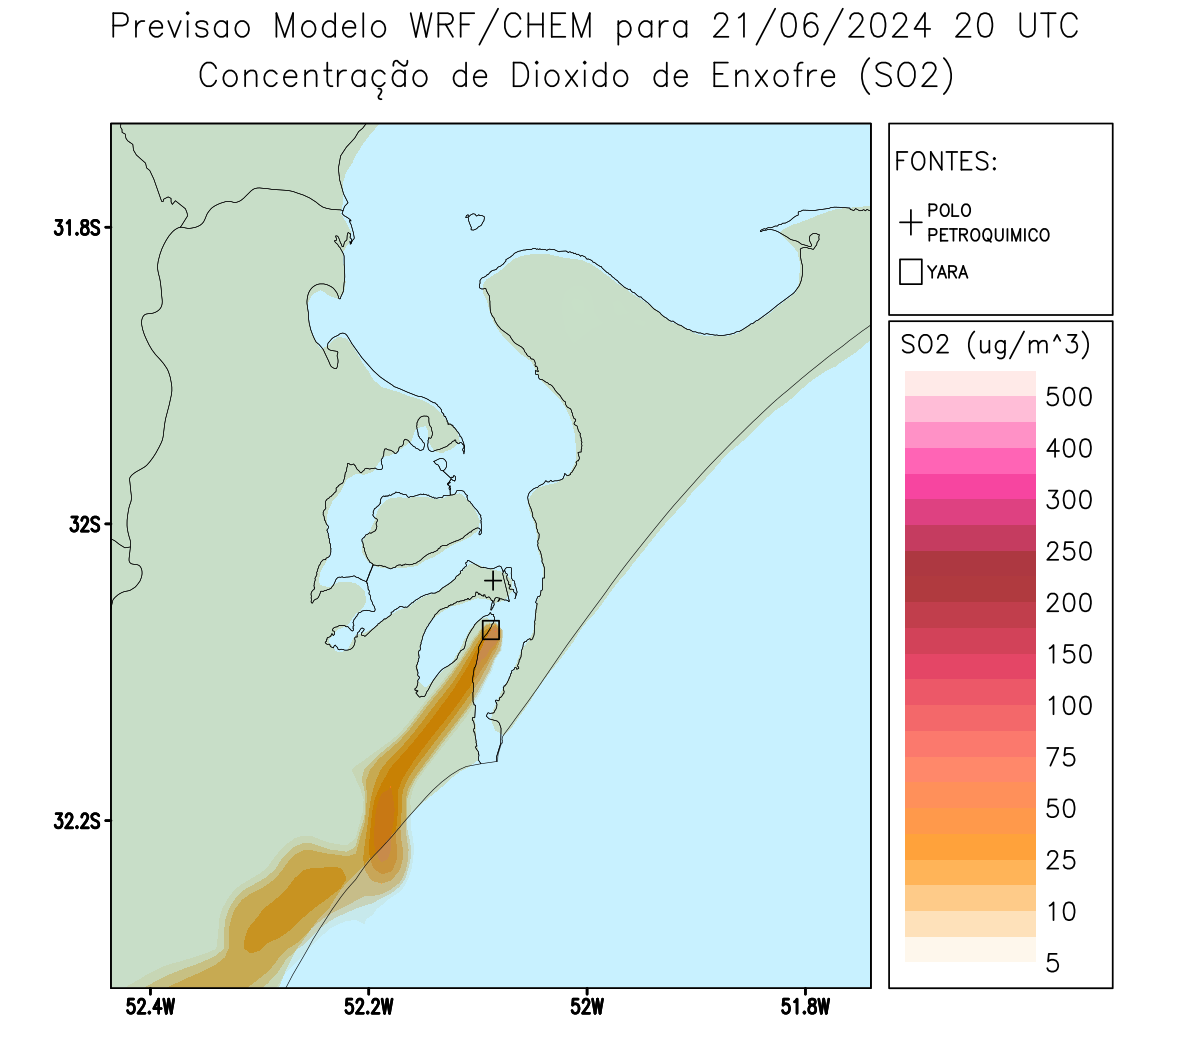 Previsao Modelo WRF/CHEM para 21/06/2024 20 UTC
Concentração de Dioxido de Enxofre (SO2)
FONTES:
POLO
PETROQUIMICO
YARA
SO2 (ug/m^3)
500
400
300
250
200
150
100
75
50
25
10
5
31.8S
32S
32.2S
52.4W
52.2W
52W
51.8W